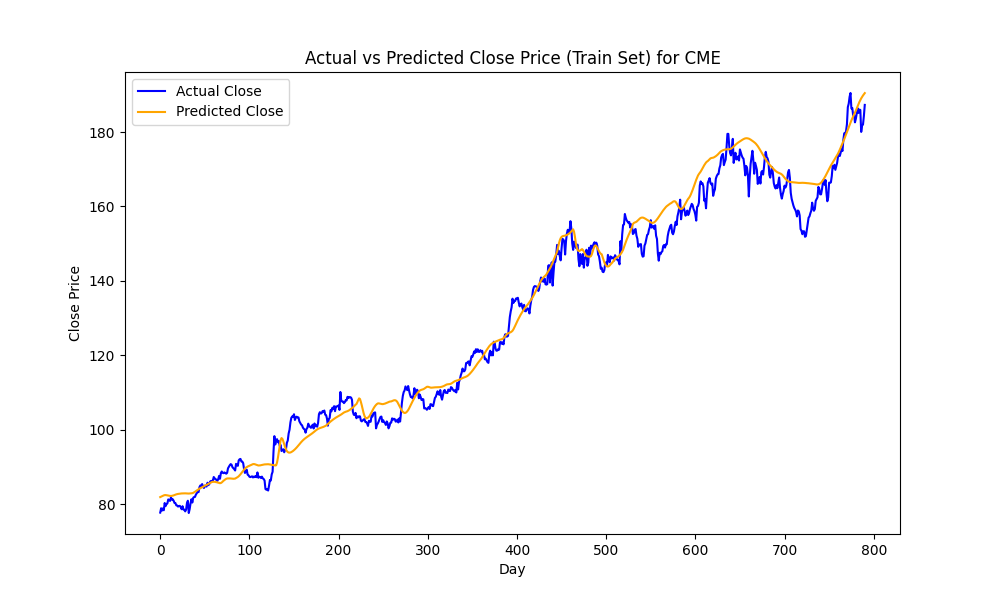 Actual vs Predicted Close Price (Train Set) for CME
Actual Close
Predicted Close
Close Price
180
160
140
120
100
80
0 100 200 300 400 500 600 700 800
Day